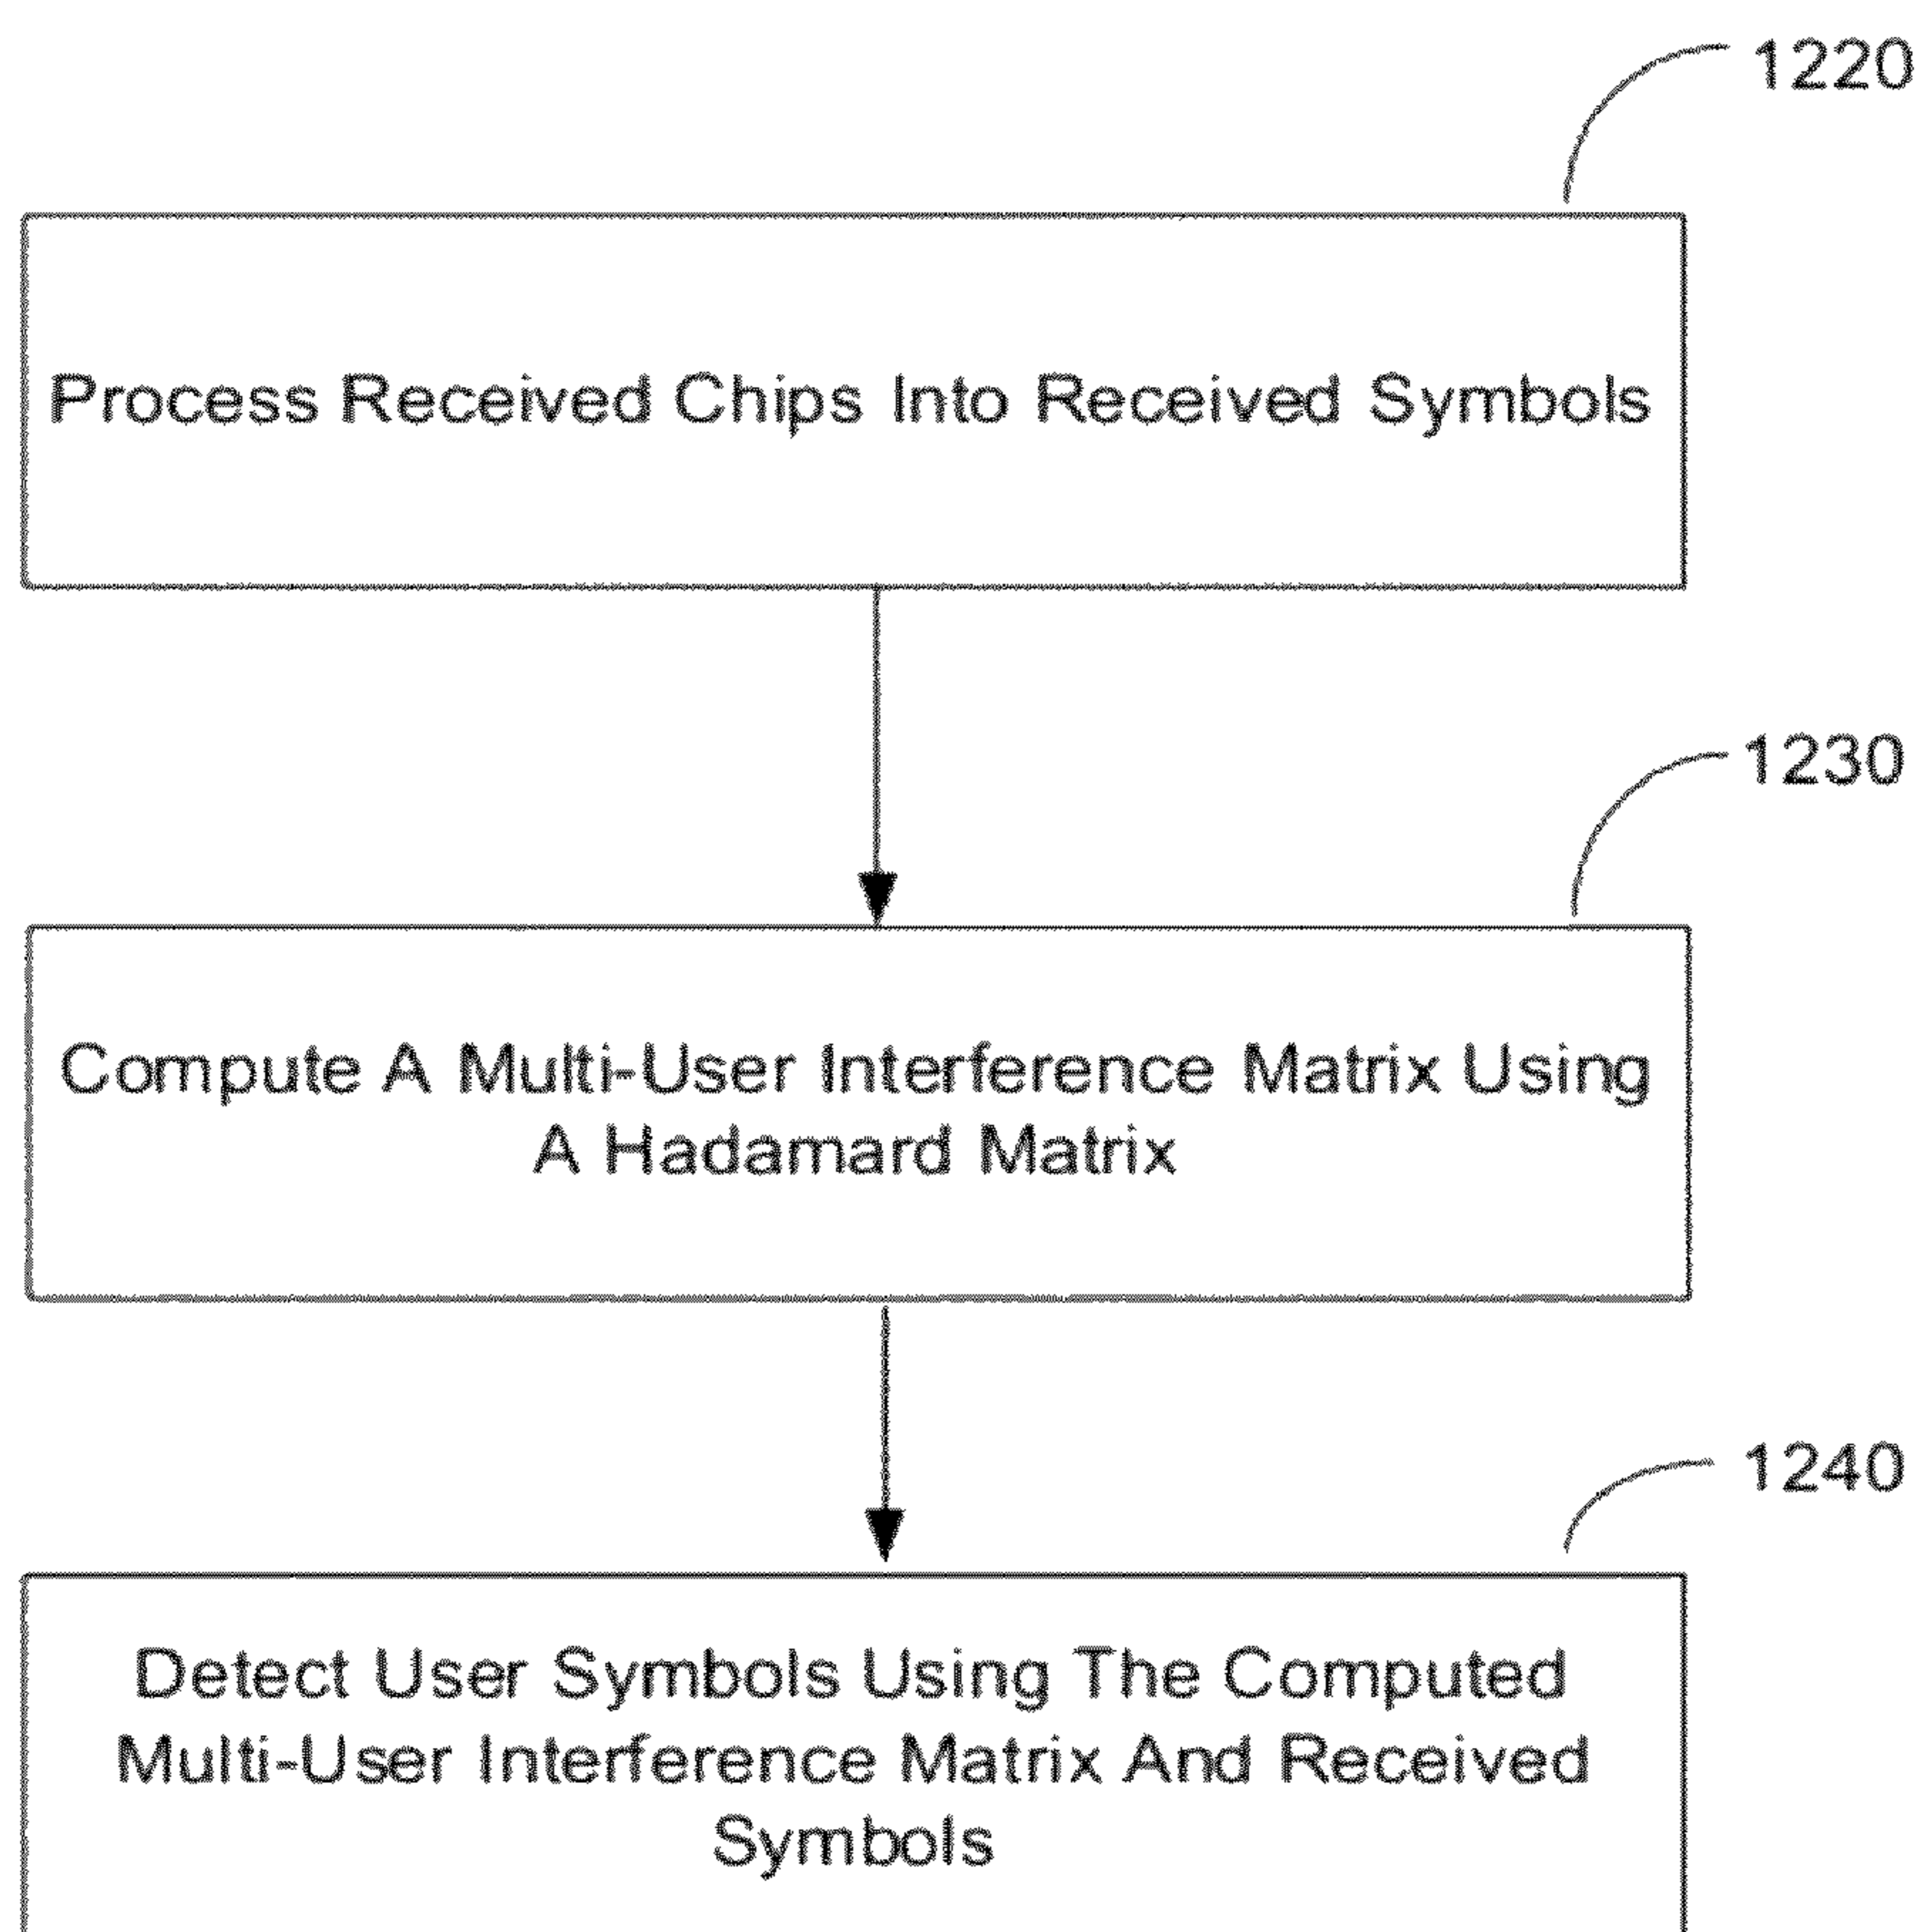 1220
Process Received Chips Into Received Symbols
1230
Compute A Multi-User Interference Matrix Using
A Hadamard Matrix
1240
Detect User Symbols Using The Computed
Multi-User Interference Matrix And Received
Symbols